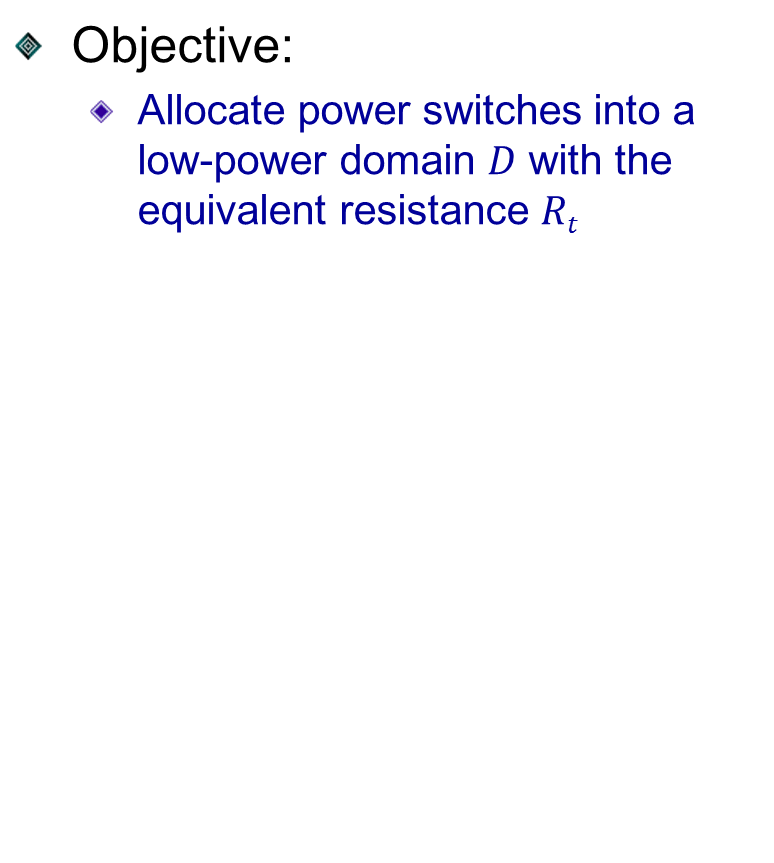 Objective:
Allocate power switches into a
low-power domain D with the
equivalent resistance Rₜ